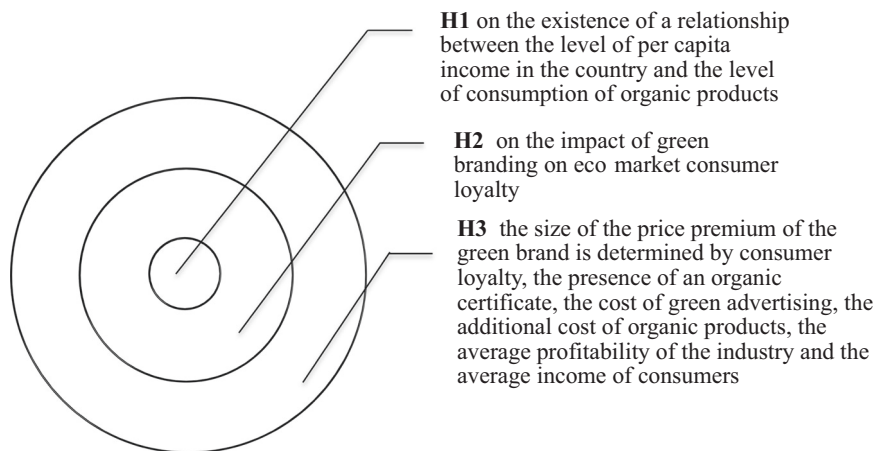 H1 on the existence of a relationship
between the level of per capita
income in the country and the level
of consumption of organic products
H2 on the impact of green
branding on eco market consumer
loyalty
H3 the size of the price premium of the
green brand is determined by consumer
loyalty, the presence of an organic
certificate, the cost of green advertising, the
additional cost of organic products, the
average profitability of the industry and the
average income of consumers